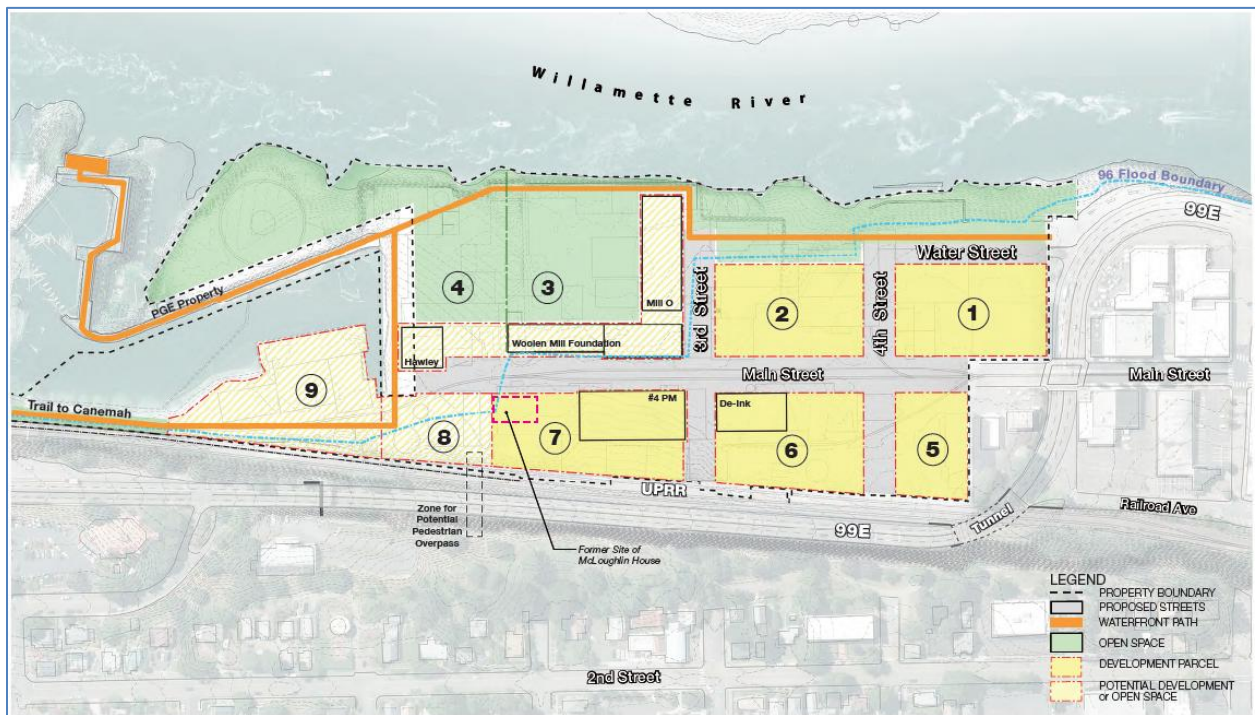 Willamette River
96 Flood Boundary
99E
Water Street
PGE Property
4
3
Mill O
3rd Street
2
4th Street
1
Woolen Mill Foundation
Hawley
Main Street
Main Street
9
Trail to Canemah
#4 PM
De-Ink
8
7
6
5
UPRR
Zone for
Potential
Pedestrian
Overpass
99E
Tunnel
Railroad Ave
Former Site of
McLoughlin House
2nd Street
LEGEND
PROPERTY BOUNDARY
PROPOSED STREETS
WATERFRONT PATH
OPEN SPACE
DEVELOPMENT PARCEL
POTENTIAL DEVELOPMENT
or OPEN SPACE